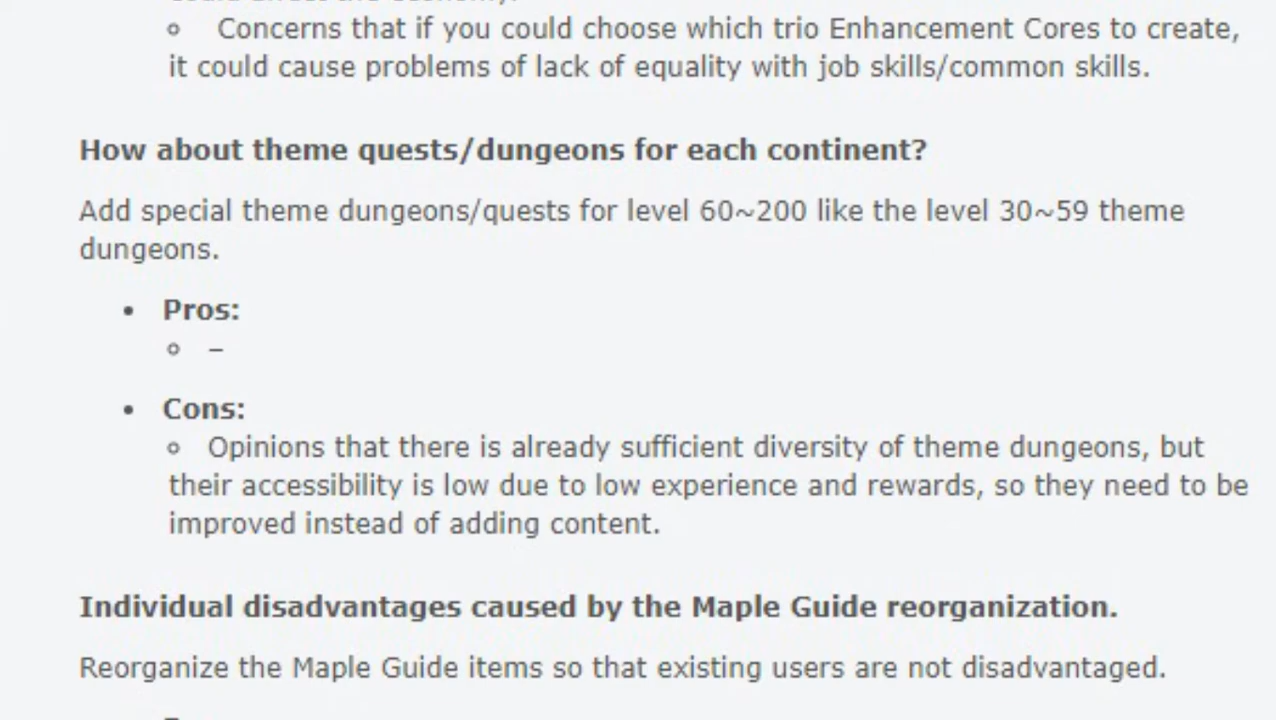 Concerns that if you could choose which trio Enhancement Cores to create,
it could cause problems of lack of equality with job skills/common skills.
How about theme quests/dungeons for each continent?
Add special theme dungeons/quests for level 60~200 like the level 30~59 theme
dungeons.
Pros:
–
Cons:
Opinions that there is already sufficient diversity of theme dungeons, but
their accessibility is low due to low experience and rewards, so they need to be
improved instead of adding content.
Individual disadvantages caused by the Maple Guide reorganization.
Reorganize the Maple Guide items so that existing users are not disadvantaged.